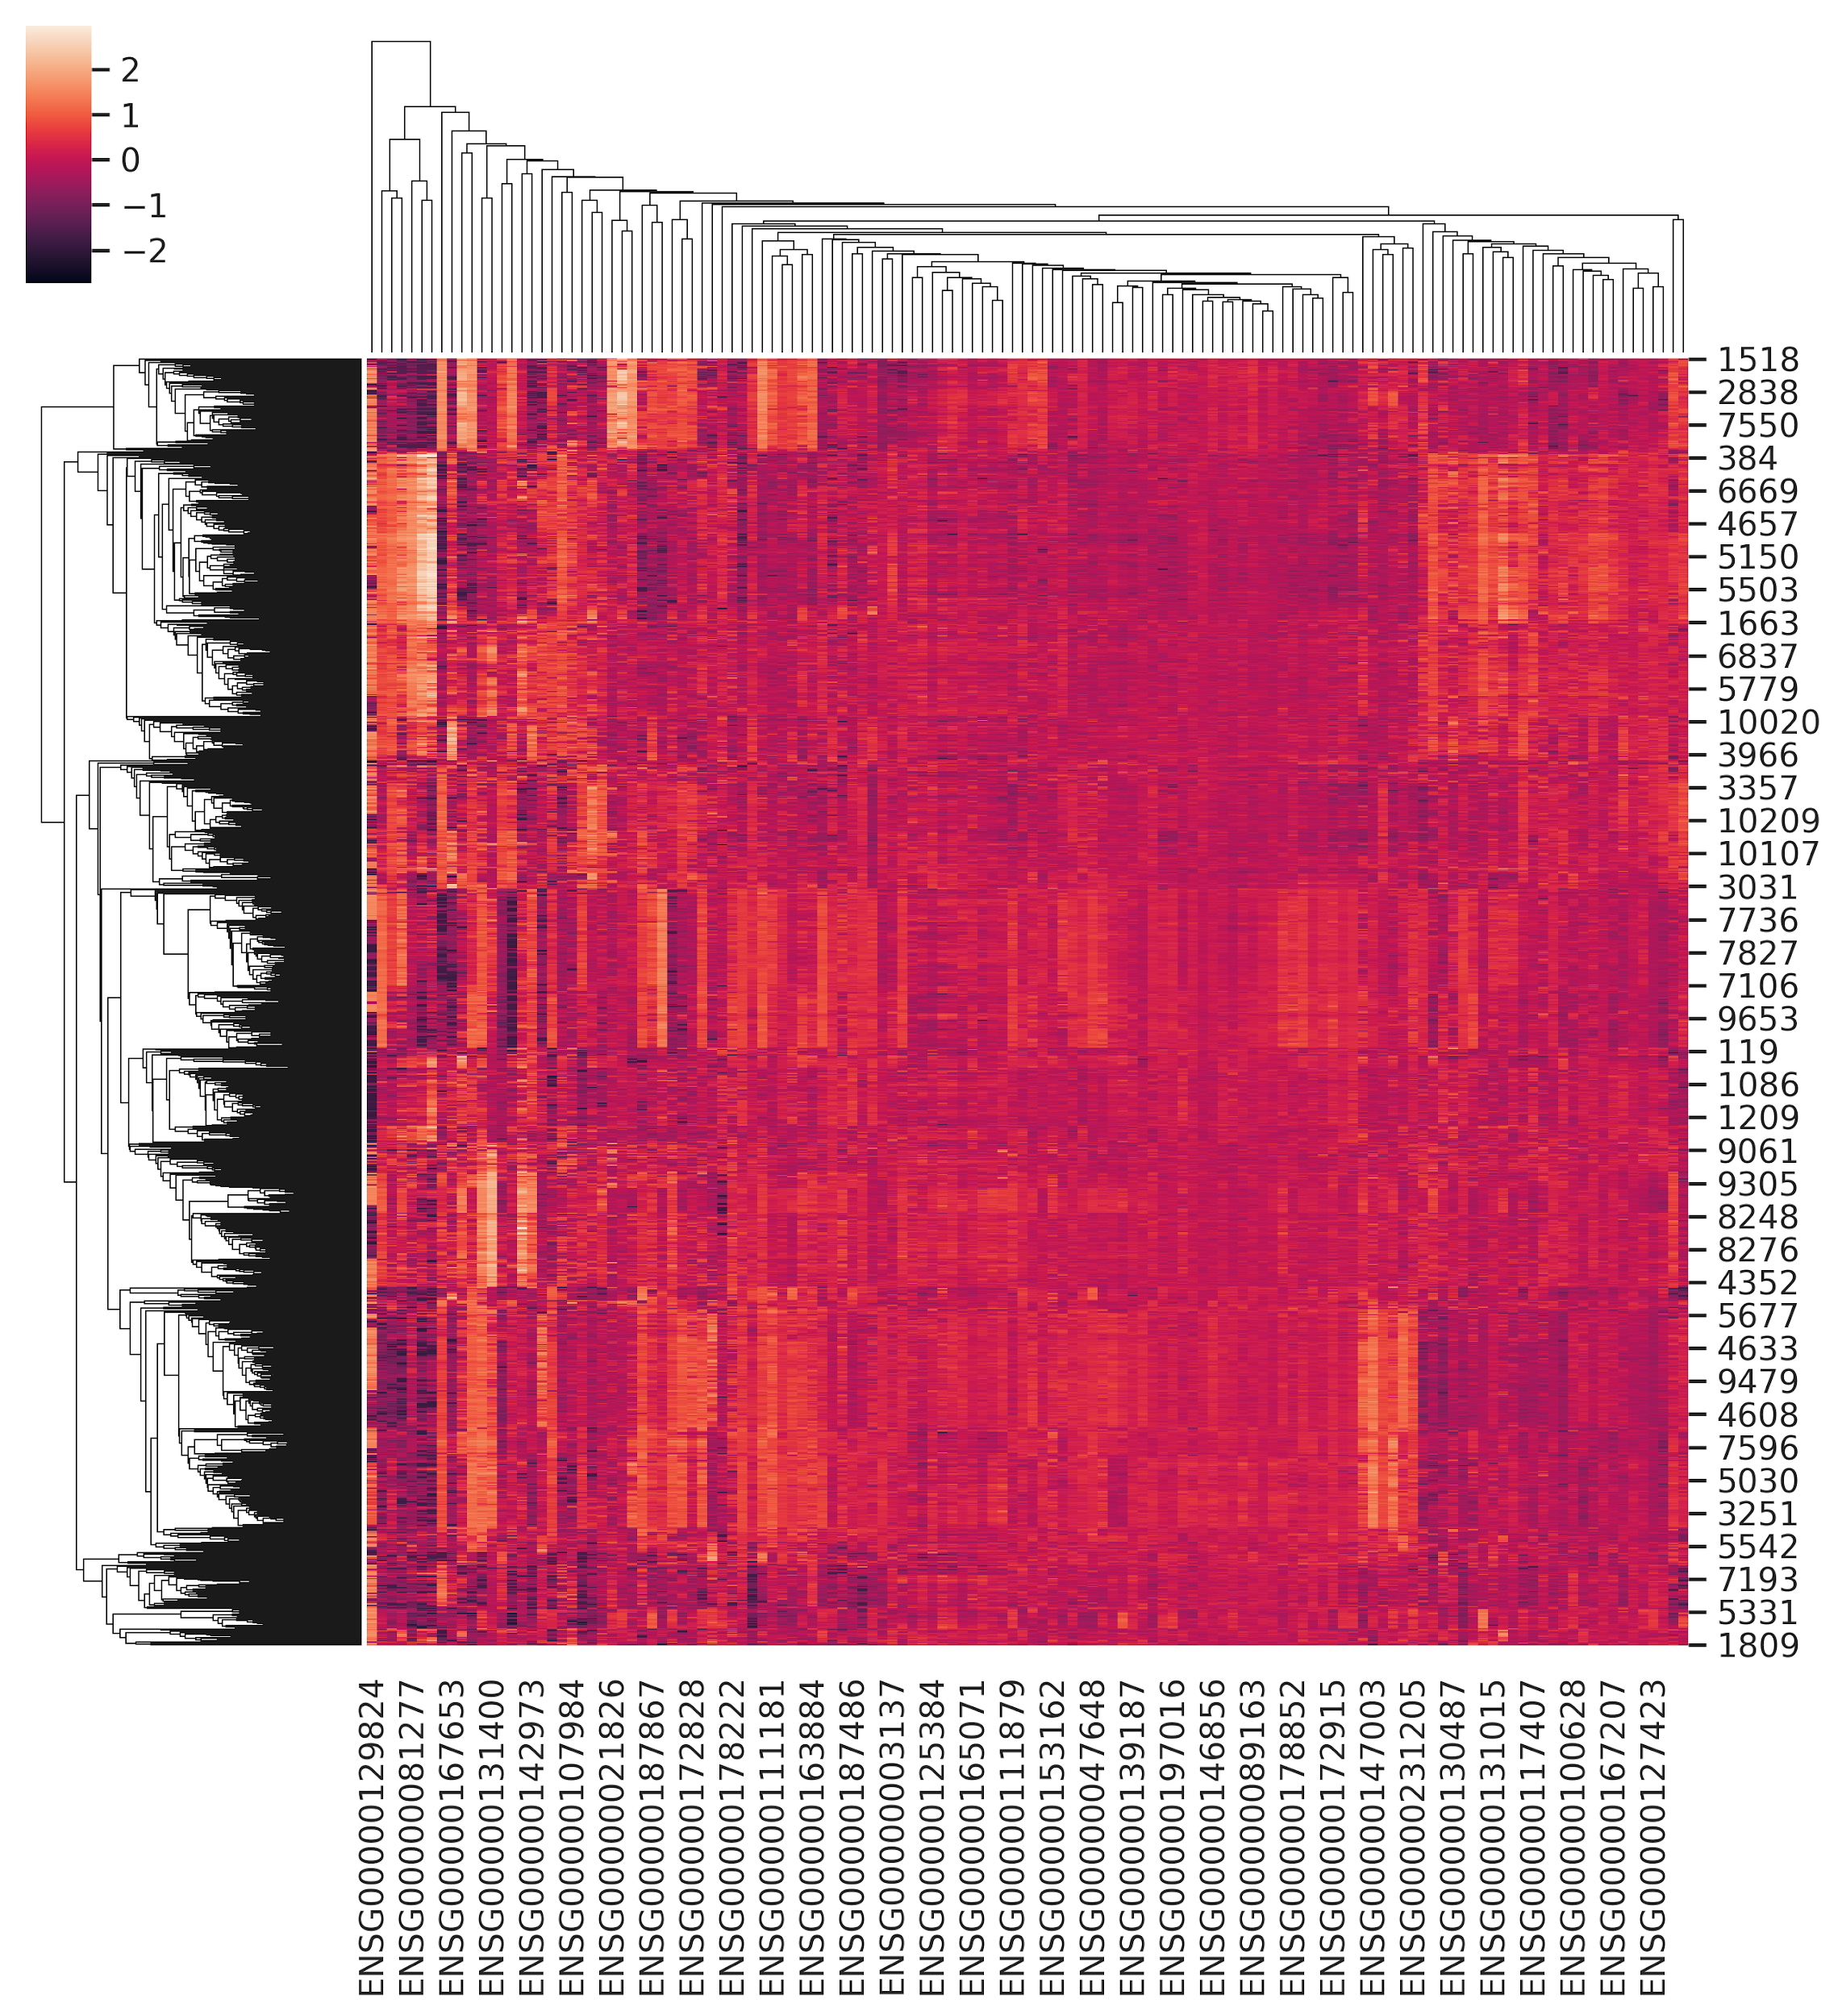 2
1
0
−1
−2
1518
2838
7550
384
6669
4657
5150
5503
1663
6837
5779
10020
3966
3357
10209
10107
3031
7736
7827
7106
9653
119
1086
1209
9061
9305
8248
8276
4352
5677
4633
9479
4608
7596
5030
3251
5542
7193
5331
1809
ENSG00000129824
ENSG00000081277
ENSG00000167653
ENSG00000131400
ENSG00000142973
ENSG00000107984
ENSG00000021826
ENSG00000187867
ENSG00000172828
ENSG00000178222
ENSG00000111181
ENSG00000163884
ENSG00000187486
ENSG00000003137
ENSG00000125384
ENSG00000165071
ENSG00000111879
ENSG00000153162
ENSG00000047648
ENSG00000139187
ENSG00000197016
ENSG00000146856
ENSG00000089163
ENSG00000178852
ENSG00000172915
ENSG00000147003
ENSG00000231205
ENSG00000130487
ENSG00000131015
ENSG00000117407
ENSG00000100628
ENSG00000167207
ENSG00000127423